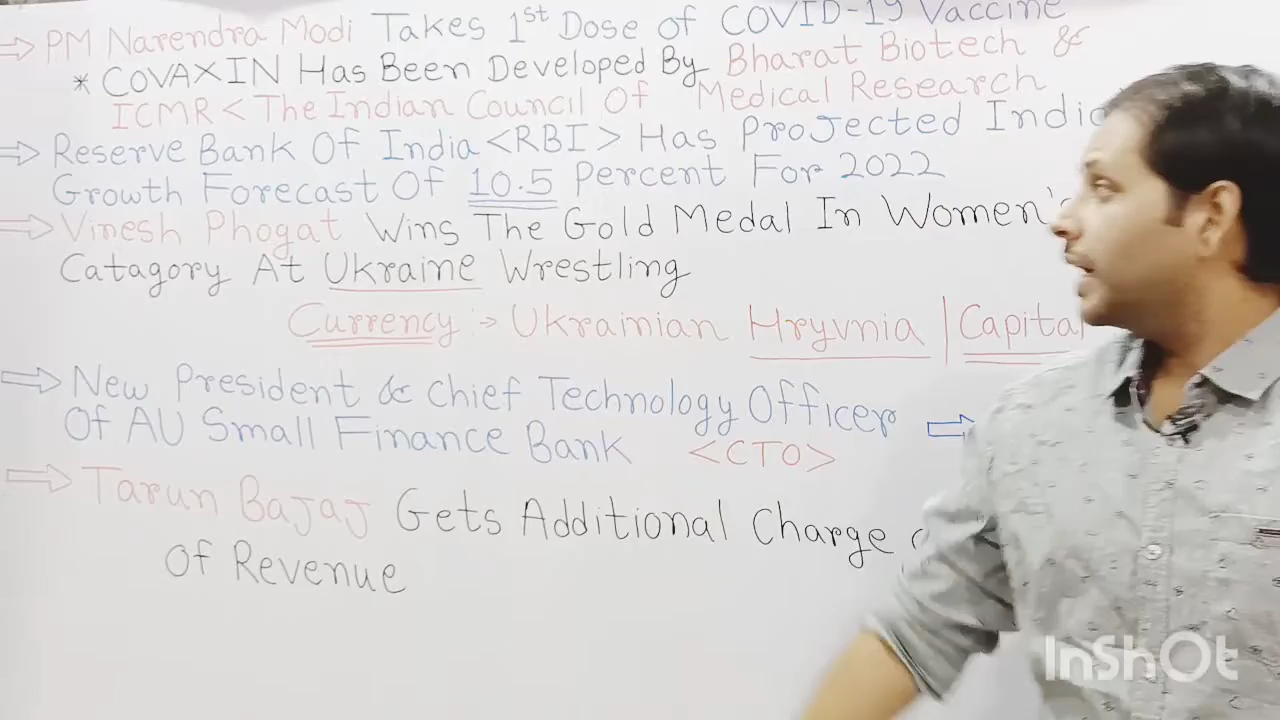 ⇒ PM Narendra Modi Takes 1st Dose of COVID-19 Vaccine
* COVAXIN Has Been Developed By Bharat Biotech &
ICMR < The Indian Council Of Medical Research
⇒ Reserve Bank Of India <RBI> Has Projected India
Growth Forecast Of 10.5 Percent For 2022
⇒ Vinesh Phogat Wins The Gold Medal In Women's
Catagory At Ukraine Wrestling
Currency :→ Ukrainian Hryvnia | Capital
⇒ New President & Chief Technology Officer ⇒
Of AU Small Finance Bank <CTO>
⇒ Tarun Bajaj Gets Additional Charge
Of Revenue
InShOt